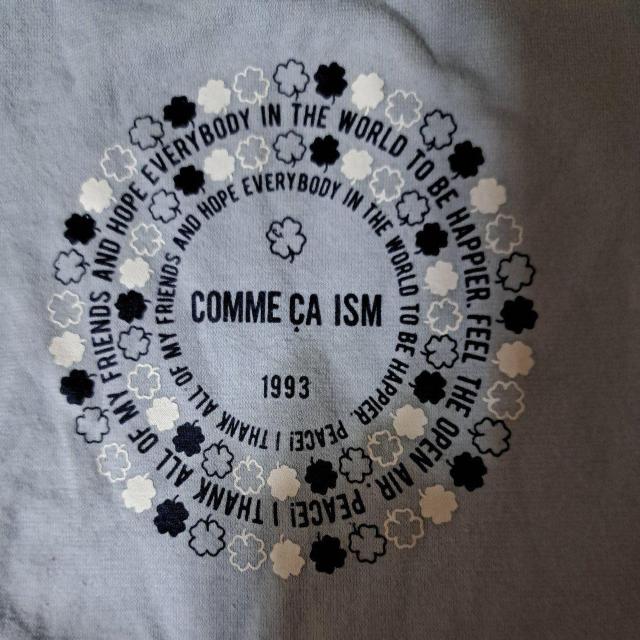 I THANK ALL OF MY FRIENDS AND HOPE EVERYBODY IN THE WORLD TO BE HAPPIER. FEEL THE OPEN AIR. PEACE!
I THANK ALL OF MY FRIENDS AND HOPE EVERYBODY IN THE WORLD TO BE HAPPIER. PEACE!
COMME ÇA ISM
1993